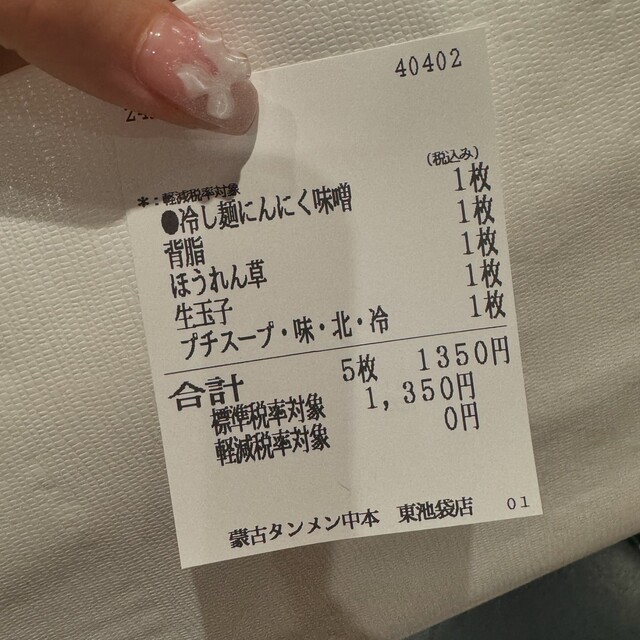 40402
(税込み)
*:軽減税率対象
●冷し麺にんにく味噌 1枚
背脂 1枚
ほうれん草 1枚
生玉子 1枚
プチスープ・味・北・冷 1枚
合計 5枚 1350円
標準税率対象 1,350円
軽減税率対象 0円
蒙古タンメン中本 東池袋店 01